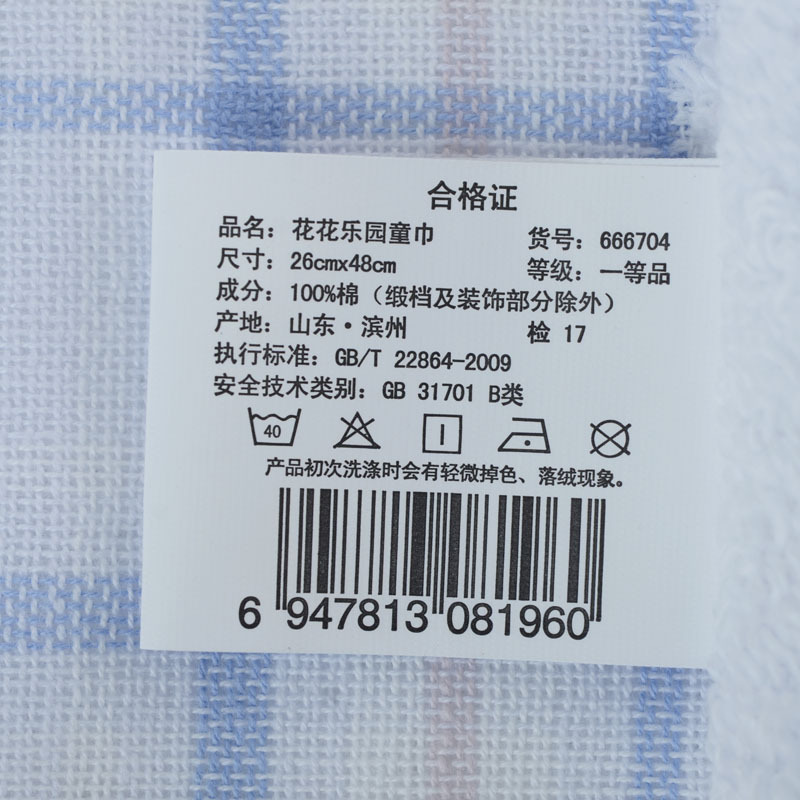 合格证
品名：花花乐园童巾 货号：666704
尺寸：26cmx48cm 等级：一等品
成分：100%棉（缎档及装饰部分除外）
产地：山东·滨州 检 17
执行标准：GB/T 22864-2009
安全技术类别：GB 31701 B类
40
产品初次洗涤时会有轻微掉色、落绒现象。
6 947813 081960